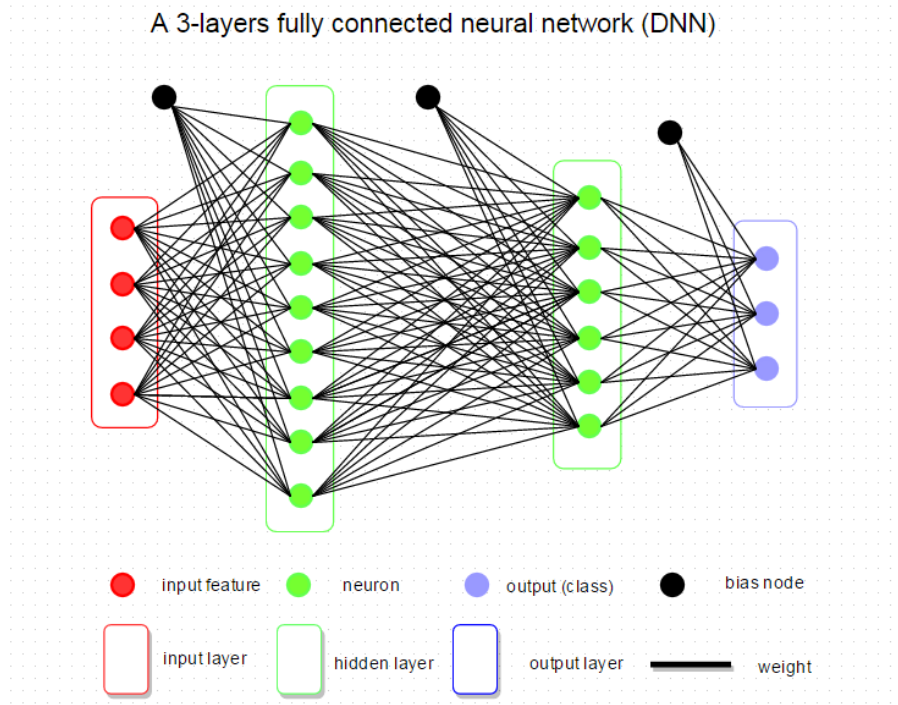 A 3-layers fully connected neural network (DNN)
input feature
neuron
output (class)
bias node
input layer
hidden layer
output layer
weight